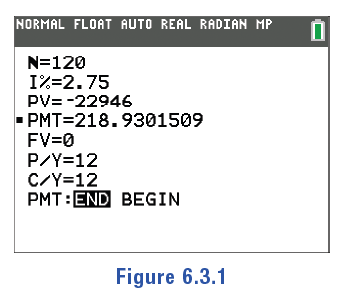 NORMAL FLOAT AUTO REAL RADIAN MP
N=120
I%=2.75
PV=-22946
PMT=218.9301509
FV=0
P/Y=12
C/Y=12
PMT:END BEGIN
Figure 6.3.1